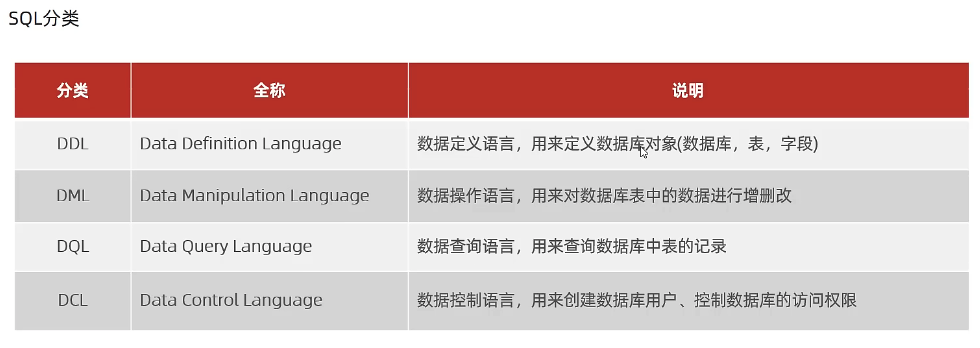 SQL分类
分类 全称 说明
DDL Data Definition Language 数据定义语言，用来定义数据库对象(数据库，表，字段)
DML Data Manipulation Language 数据操作语言，用来对数据库表中的数据进行增删改
DQL Data Query Language 数据查询语言，用来查询数据库中表的记录
DCL Data Control Language 数据控制语言，用来创建数据库用户、控制数据库的访问权限